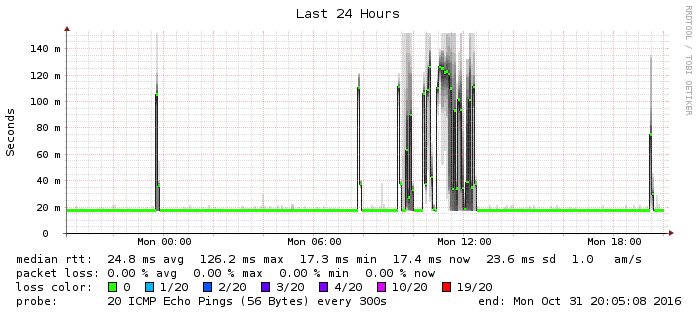 Last 24 Hours
RRDTOOL / TOBI OETIKER
Seconds
140 m
120 m
100 m
80 m
60 m
40 m
20 m
0
Mon 00:00 Mon 06:00 Mon 12:00 Mon 18:00
median rtt: 24.8 ms avg 126.2 ms max 17.3 ms min 17.4 ms now 23.6 ms sd 1.0 am/s
packet loss: 0.00 % avg 0.00 % max 0.00 % min 0.00 % now
loss color: 0 1/20 2/20 3/20 4/20 10/20 19/20
probe: 20 ICMP Echo Pings (56 Bytes) every 300s end: Mon Oct 31 20:05:08 2016